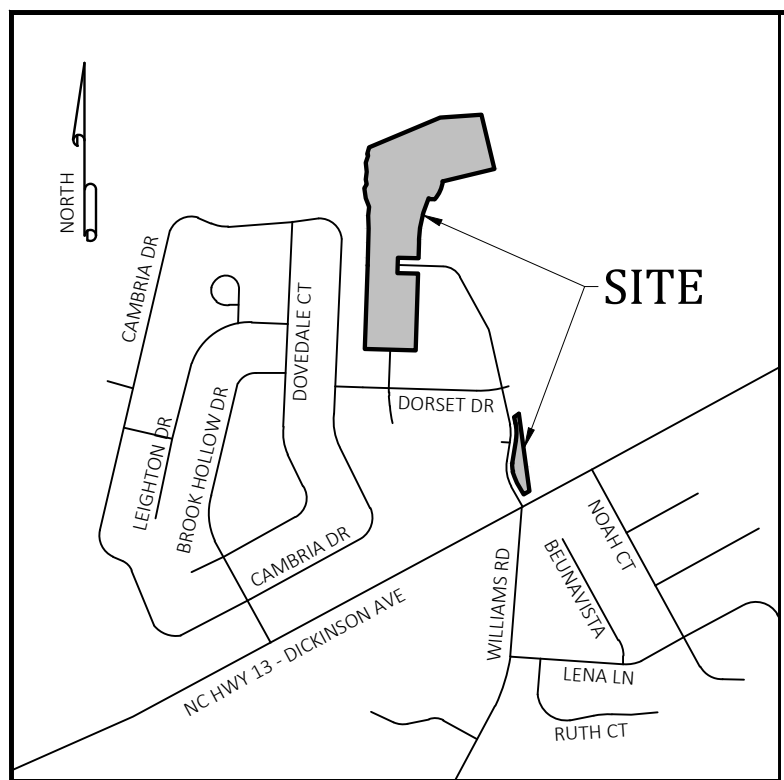 NORTH
CAMBRIA DR
DOVEDALE CT
SITE
DORSET DR
LEIGHTON DR
BROOK HOLLOW DR
CAMBRIA DR
NC HWY 13 - DICKINSON AVE
WILLIAMS RD
BEUNAVISTA
NOAH CT
LENA LN
RUTH CT